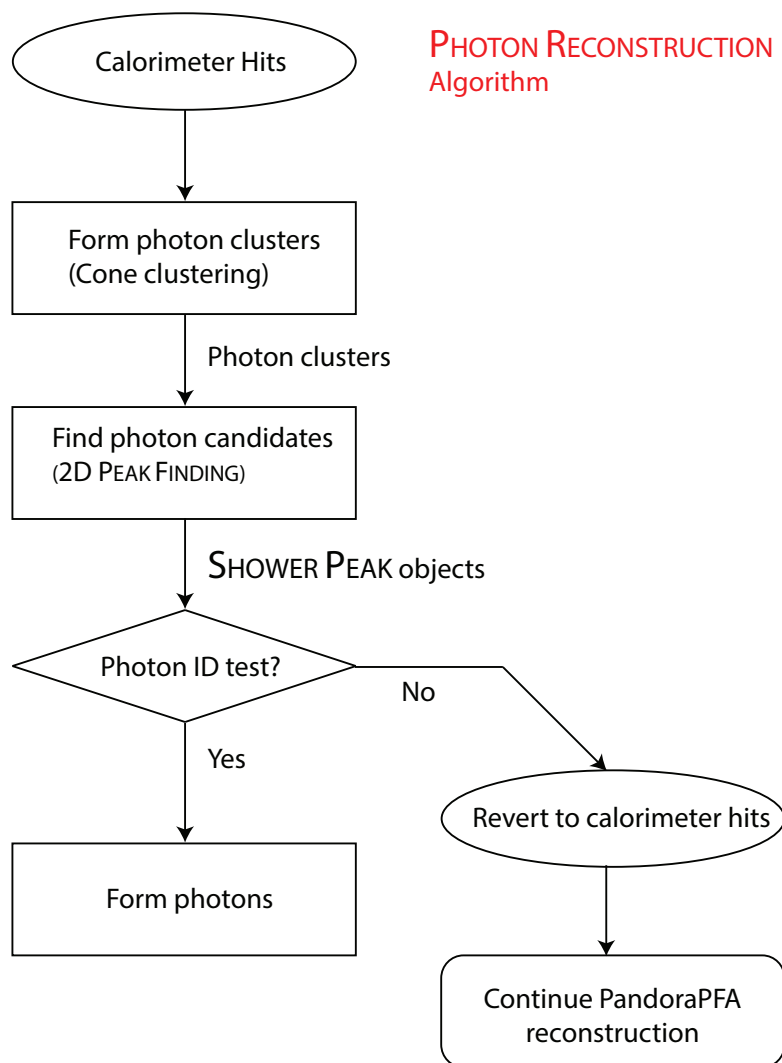 Calorimeter Hits
PHOTON RECONSTRUCTION
Algorithm
Form photon clusters
(Cone clustering)
Photon clusters
Find photon candidates
(2D PEAK FINDING)
SHOWER PEAK objects
Photon ID test?
No
Yes
Revert to calorimeter hits
Form photons
Continue PandoraPFA
reconstruction